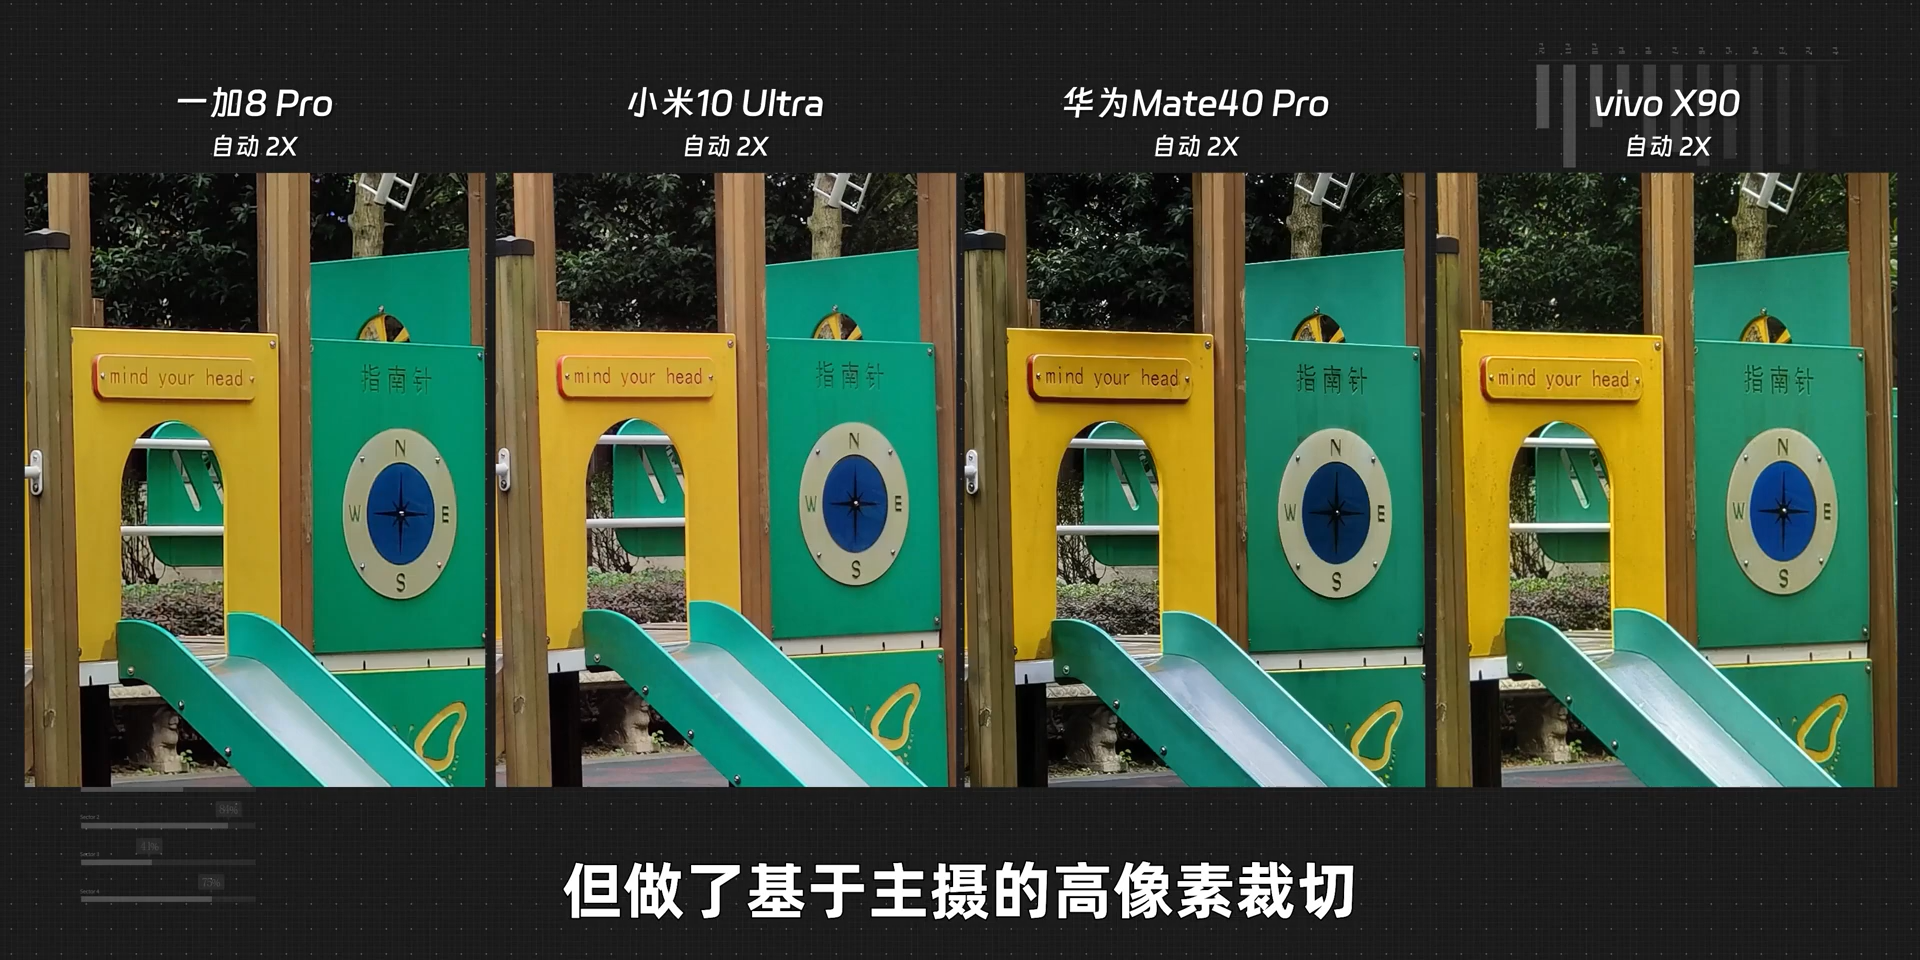 一加8 Pro
自动 2X
小米10 Ultra
自动 2X
华为Mate40 Pro
自动 2X
vivo X90
自动 2X
mind your head
指南针
N
W
E
S
mind your head
指南针
N
W
E
S
mind your head
指南针
N
W
E
S
mind your head
指南针
N
W
E
S
84%
41%
75%
但做了基于主摄的高像素裁切